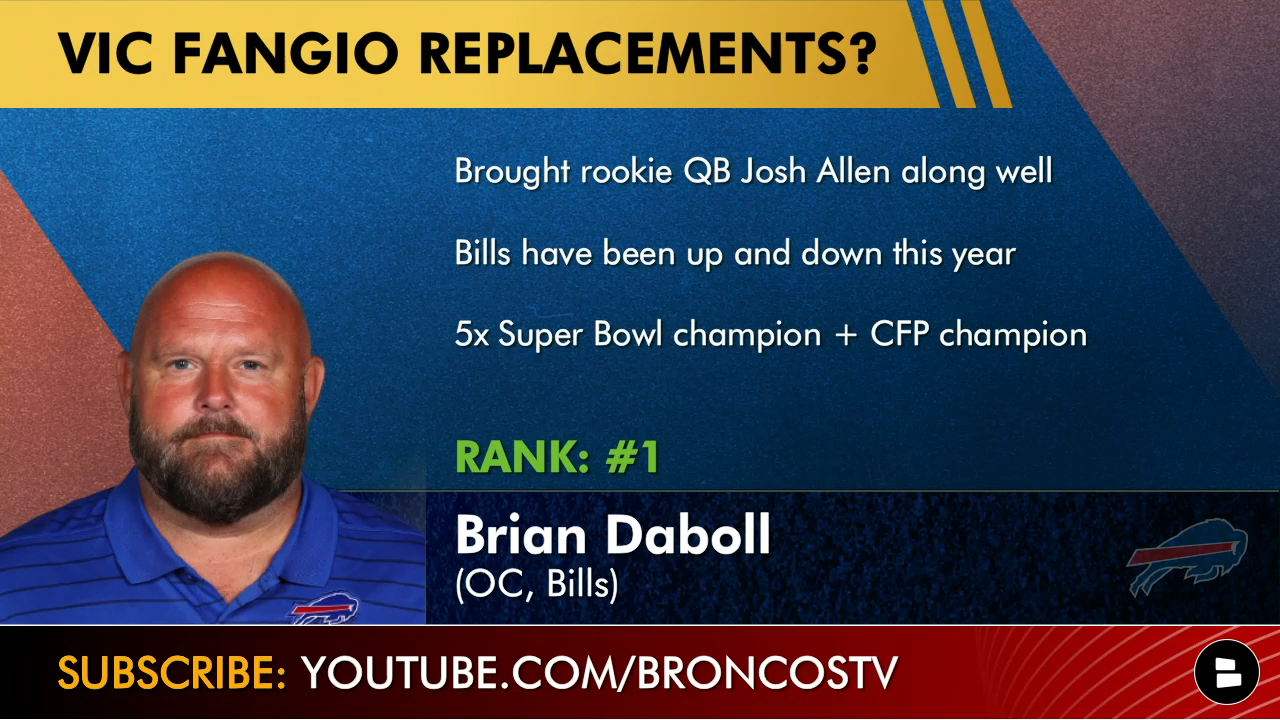 VIC FANGIO REPLACEMENTS?
Brought rookie QB Josh Allen along well
Bills have been up and down this year
5x Super Bowl champion + CFP champion
RANK: #1
Brian Daboll
(OC, Bills)
SUBSCRIBE: YOUTUBE.COM/BRONCOSTV